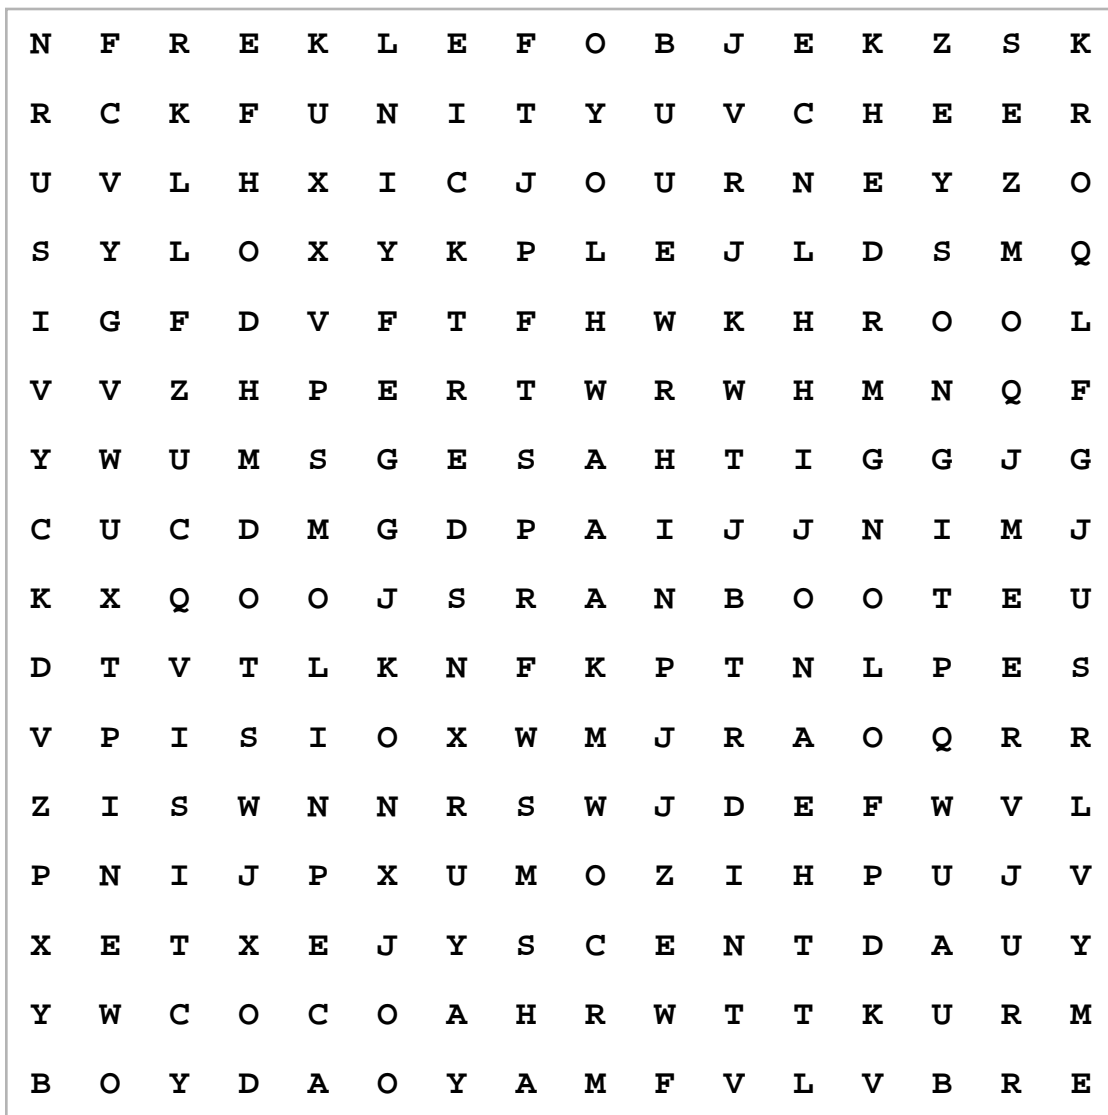 N F R E K L E F O B J E K Z S K
R C K F U N I T Y U V C H E E R
U V L H X I C J O U R N E Y Z O
S Y L O X Y K P L E J L D S M Q
I G F D V F T F H W K H R O O L
V V Z H P E R T W R W H M N Q F
Y W U M S G E S A H T I G G J G
C U C D M G D P A I J J N I M J
K X Q O O J S R A N B O O T E U
D T V T L K N F K P T N L P E S
V P I S I O X W M J R A O Q R R
Z I S W N N R S W J D E F W V L
P N I J P X U M O Z I H P U J V
X E T X E J Y S C E N T D A U Y
Y W C O C O A H R W T T K U R M
B O Y D A O Y A M F V L V B R E